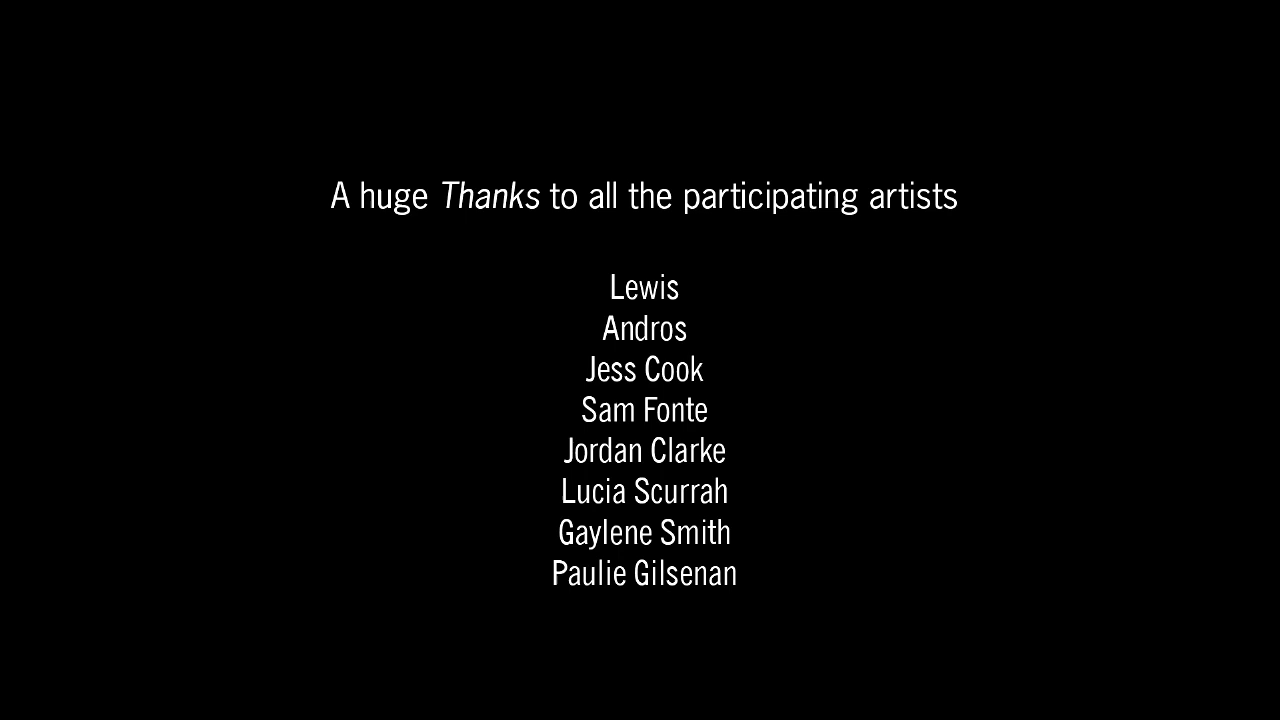 A huge Thanks to all the participating artists
Lewis
Andros
Jess Cook
Sam Fonte
Jordan Clarke
Lucia Scurrah
Gaylene Smith
Paulie Gilsenan